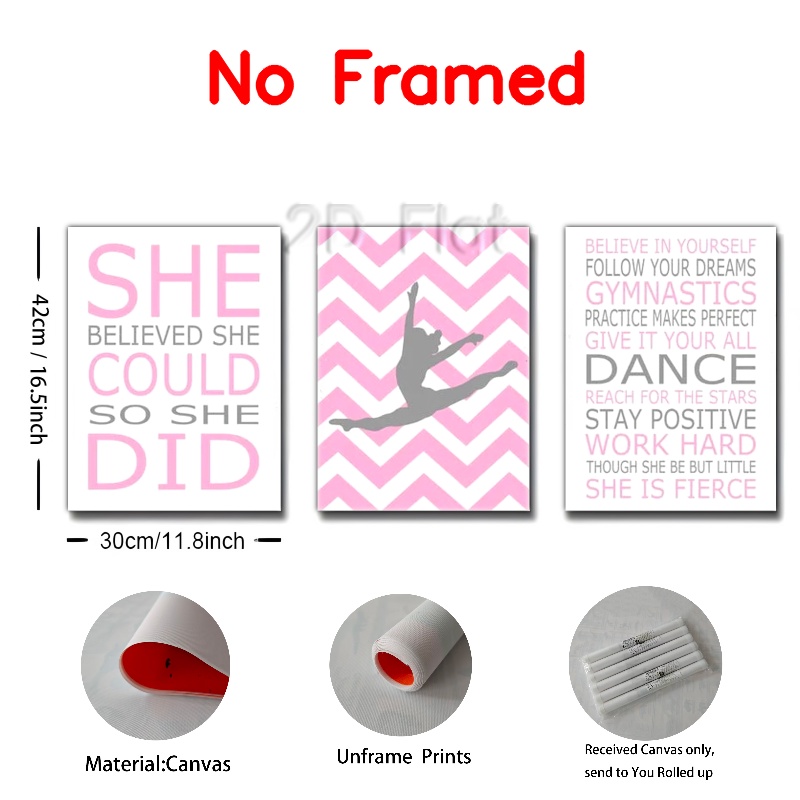 No Framed
2D Flat
42cm / 16.5inch
SHE
BELIEVED SHE
COULD
SO SHE
DID
BELIEVE IN YOURSELF
FOLLOW YOUR DREAMS
GYMNASTICS
PRACTICE MAKES PERFECT
GIVE IT YOUR ALL
DANCE
REACH FOR THE STARS
STAY POSITIVE
WORK HARD
THOUGH SHE BE BUT LITTLE
SHE IS FIERCE
30cm/11.8inch
Material:Canvas
Unframe Prints
Received Canvas only,
send to You Rolled up